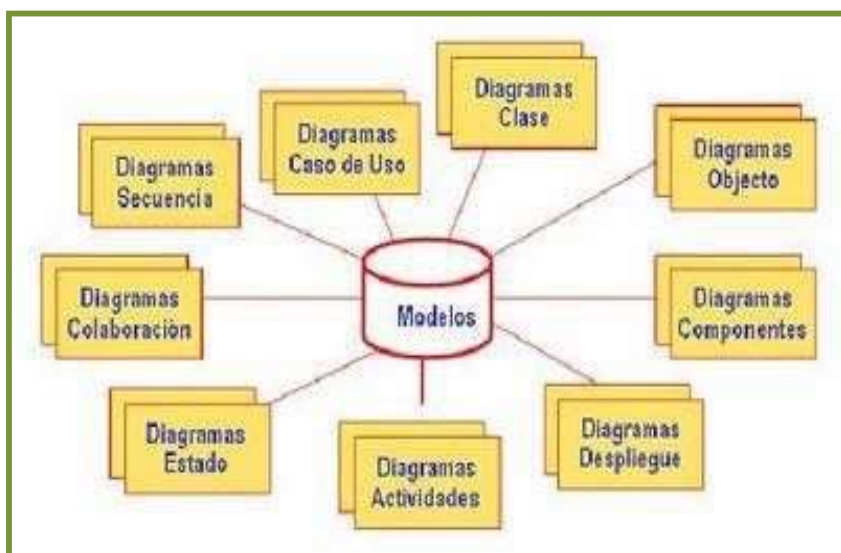 Diagramas
Clase
Diagramas
Caso de Uso
Diagramas
Objecto
Diagramas
Secuencia
Diagramas
Colaboración
Modelos
Diagramas
Componentes
Diagramas
Estado
Diagramas
Actividades
Diagramas
Despliegue